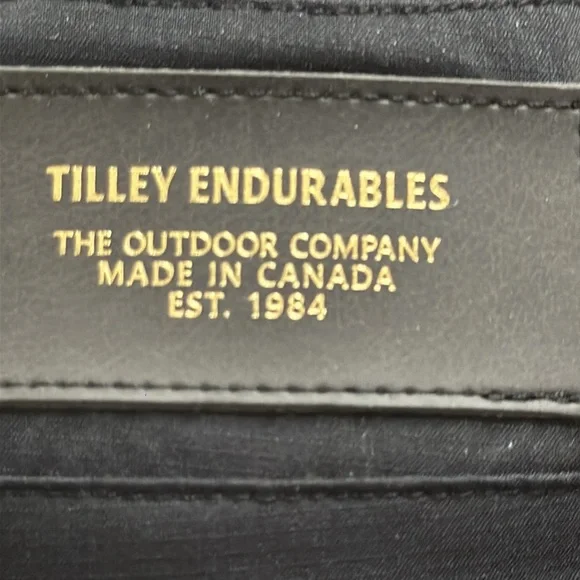 TILLEY ENDURABLES
THE OUTDOOR COMPANY
MADE IN CANADA
EST. 1984